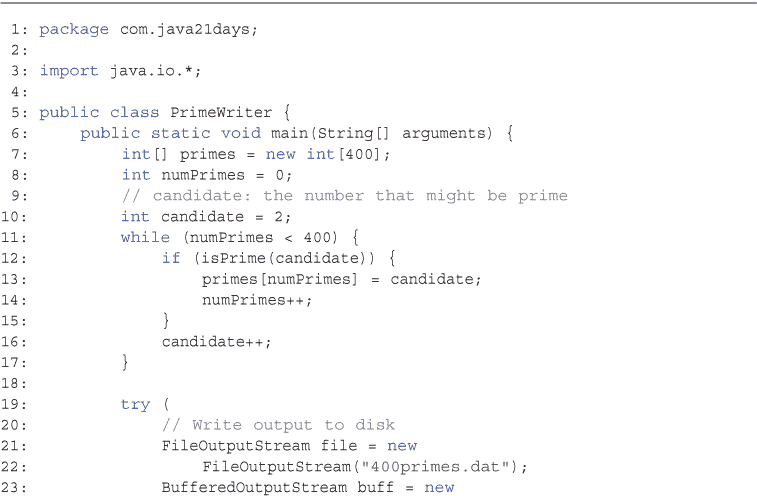 1: package com.java21days;
2:
3: import java.io.*;
4:
5: public class PrimeWriter {
6:     public static void main(String[] arguments) {
7:         int[] primes = new int[400];
8:         int numPrimes = 0;
9:         // candidate: the number that might be prime
10:         int candidate = 2;
11:         while (numPrimes < 400) {
12:             if (isPrime(candidate)) {
13:                 primes[numPrimes] = candidate;
14:                 numPrimes++;
15:             }
16:             candidate++;
17:         }
18:
19:         try (
20:             // Write output to disk
21:             FileOutputStream file = new
22:                 FileOutputStream("400primes.dat");
23:             BufferedOutputStream buff = new